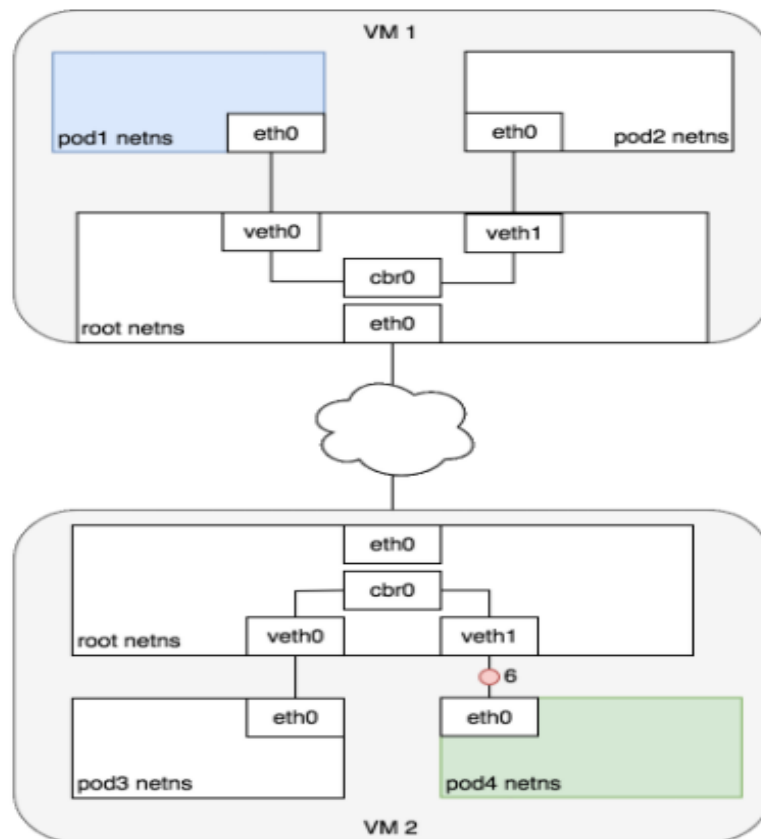 VM 1
eth0
pod1 netns
eth0
pod2 netns
veth0
veth1
cbr0
eth0
root netns
eth0
cbr0
veth0
veth1
root netns
6
eth0
eth0
pod3 netns
pod4 netns
VM 2